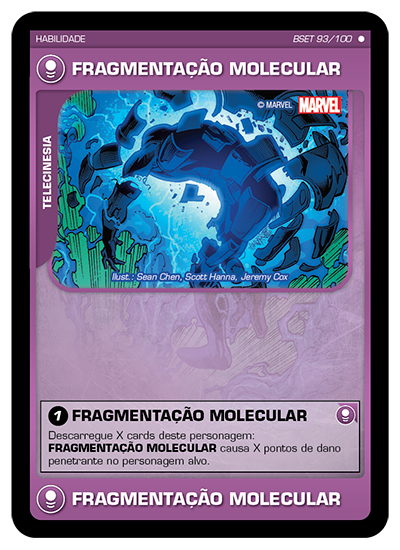 HABILIDADE
BSET 93/100
FRAGMENTAÇÃO MOLECULAR
© MARVEL MARVEL
TELECINESIA
Ilust.: Sean Chen, Scott Hanna, Jeremy Cox
1 FRAGMENTAÇÃO MOLECULAR
Descarregue X cards deste personagem:
FRAGMENTAÇÃO MOLECULAR causa X pontos de dano
penetrante no personagem alvo.
FRAGMENTAÇÃO MOLECULAR